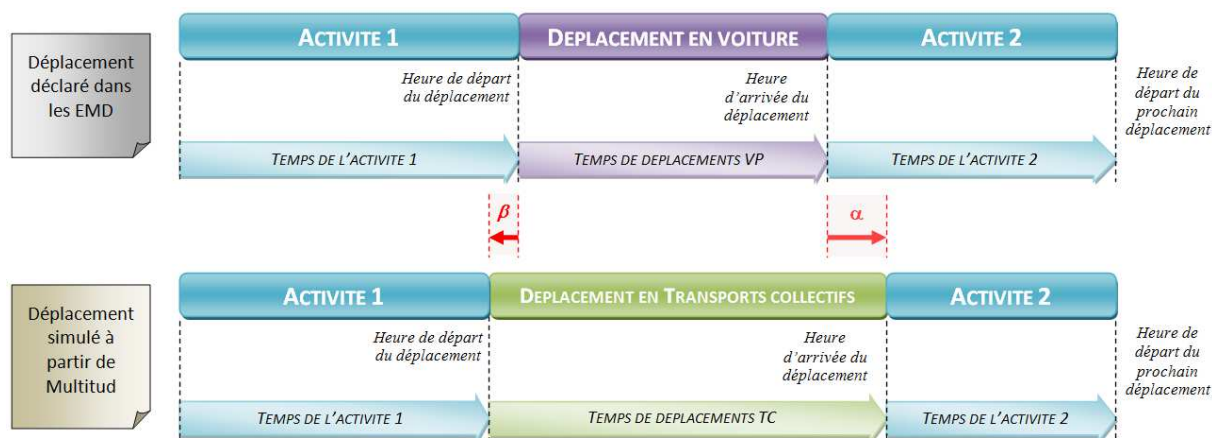 ACTIVITE 1
DEPLACEMENT EN VOITURE
ACTIVITE 2
Déplacement
déclaré dans
les EMD
Heure de départ
du déplacement
Heure
d'arrivée du
déplacement
Heure de
départ du
prochain
déplacement
TEMPS DE L'ACTIVITE 1
TEMPS DE DEPLACEMENTS VP
TEMPS DE L'ACTIVITE 2
β
α
ACTIVITE 1
DEPLACEMENT EN TRANSPORTS COLLECTIFS
ACTIVITE 2
Déplacement
simulé à
partir de
Multitud
Heure de départ
du déplacement
Heure
d'arrivée du
déplacement
Heure de
départ du
prochain
déplacement
TEMPS DE L'ACTIVITE 1
TEMPS DE DEPLACEMENTS TC
TEMPS DE L'ACTIVITE 2